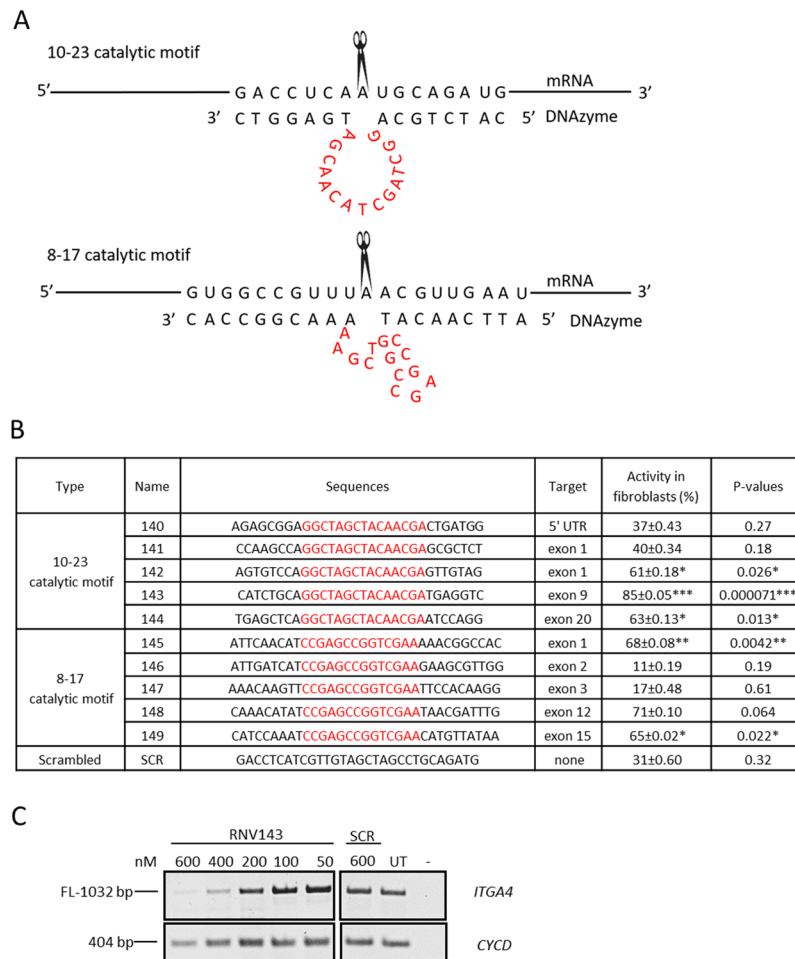 A
10-23 catalytic motif
5’ G A C C U C A A U G C A G A U G mRNA 3’
3’ C T G G A G T A C G T C T A C 5’ DNAzyme
A G C A A C A T C G A T C G G
8-17 catalytic motif
5’ G U G G C C G U U U A A C G U U G A A U mRNA 3’
3’ C A C C G G C A A A T A C A A C T T A 5’ DNAzyme
A A G C T G G C C G A G C C
B
Type Name Sequences Target Activity in fibroblasts (%) P-values
10-23 catalytic motif
140 AGAGCGGAGGCTAGCTACAACGACTGATGG 5' UTR 37±0.43 0.27
141 CCAAGCCAGGCTAGCTACAACGAGCGCTCT exon 1 40±0.34 0.18
142 AGTGTCCAGGCTAGCTACAACGAGTTGTAG exon 1 61±0.18* 0.026*
143 CATCTGCAGGCTAGCTACAACGATGAGGTC exon 9 85±0.05*** 0.000071***
144 TGAGCTCAGGCTAGCTACAACGAATCCAGG exon 20 63±0.13* 0.013*
8-17 catalytic motif
145 ATTCAACATCCGAGCCGGTCGAAAAACGGCCAC exon 1 68±0.08** 0.0042**
146 ATTGATCATCCGAGCCGGTCGAAGAAGCGTTGG exon 2 11±0.19 0.19
147 AAACAAGTTCCGAGCCGGTCGAATTCCACAAGG exon 3 17±0.48 0.61
148 CAAACATATCCGAGCCGGTCGAATAACGATTTG exon 12 71±0.10 0.064
149 CATCCAAATCCGAGCCGGTCGAACATGTTATAA exon 15 65±0.02* 0.022*
Scrambled SCR GACCTCATCGTTGTAGCTAGCCTGCAGATG none 31±0.60 0.32
C
RNV143 SCR
nM 600 400 200 100 50 600 UT -
FL-1032 bp ITGA4
404 bp CYCD